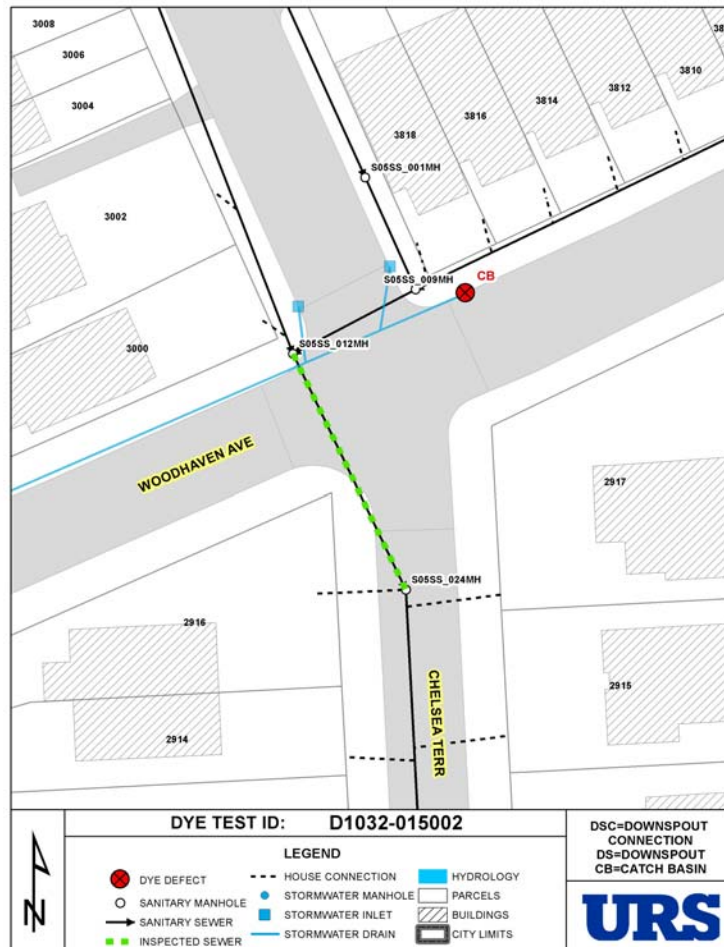 3008
3006
3004
3002
3000
38
3810
3812
3814
3816
3818
S05SS_001MH
S05SS_009MH
CB
S05SS_012MH
WOODHAVEN AVE
2917
S05SS_024MH
2916
2915
2914
CHELSEA TERR
DYE TEST ID: D1032-015002
LEGEND
DYE DEFECT
SANITARY MANHOLE
SANITARY SEWER
INSPECTED SEWER
HOUSE CONNECTION
STORMWATER MANHOLE
STORMWATER INLET
STORMWATER DRAIN
HYDROLOGY
PARCELS
BUILDINGS
CITY LIMITS
DSC=DOWNSPOUT
CONNECTION
DS=DOWNSPOUT
CB=CATCH BASIN
N
URS